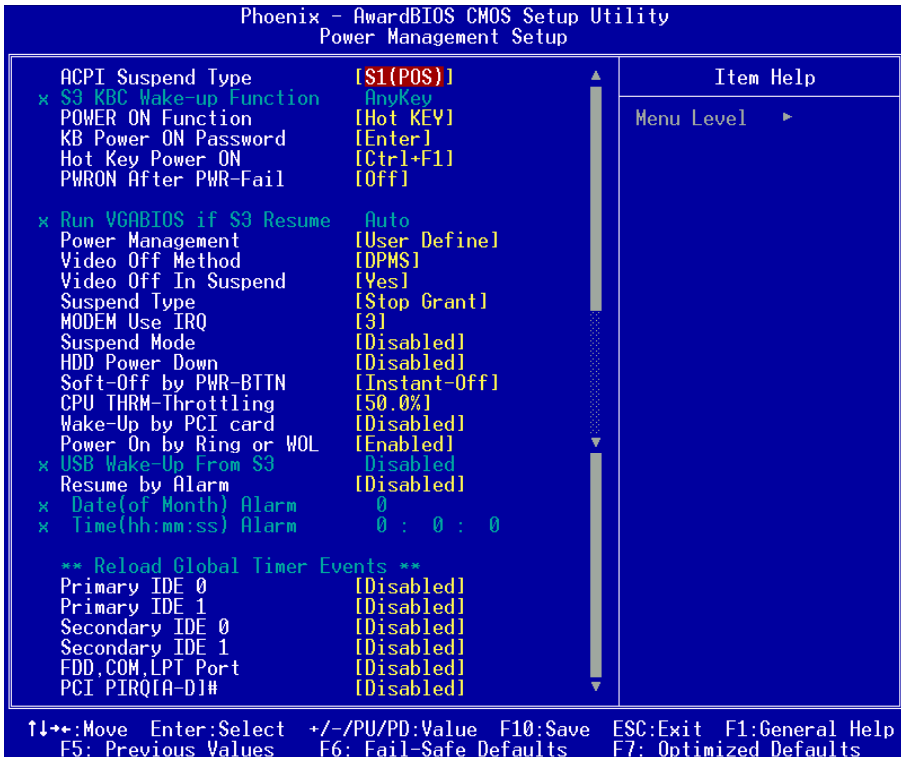 Phoenix - AwardBIOS CMOS Setup Utility
Power Management Setup
ACPI Suspend Type [S1(POS)]
x S3 KBC Wake-up Function AnyKey
POWER ON Function [Hot KEY]
KB Power ON Password [Enter]
Hot Key Power ON [Ctrl+F1]
PWRON After PWR-Fail [Off]
x Run VGABIOS if S3 Resume Auto
Power Management [User Define]
Video Off Method [DPMS]
Video Off In Suspend [Yes]
Suspend Type [Stop Grant]
MODEM Use IRQ [3]
Suspend Mode [Disabled]
HDD Power Down [Disabled]
Soft-Off by PWR-BTTN [Instant-Off]
CPU THRM-Throttling [50.0%]
Wake-Up by PCI card [Disabled]
Power On by Ring or WOL [Enabled]
x USB Wake-Up From S3 Disabled
Resume by Alarm [Disabled]
x Date(of Month) Alarm 0
x Time(hh:mm:ss) Alarm 0 : 0 : 0
** Reload Global Timer Events **
Primary IDE 0 [Disabled]
Primary IDE 1 [Disabled]
Secondary IDE 0 [Disabled]
Secondary IDE 1 [Disabled]
FDD,COM,LPT Port [Disabled]
PCI PIRQ[A-D]# [Disabled]
Item Help
Menu Level ►
↑↓→←:Move Enter:Select +/-/PU/PD:Value F10:Save ESC:Exit F1:General Help
F5: Previous Values F6: Fail-Safe Defaults F7: Optimized Defaults